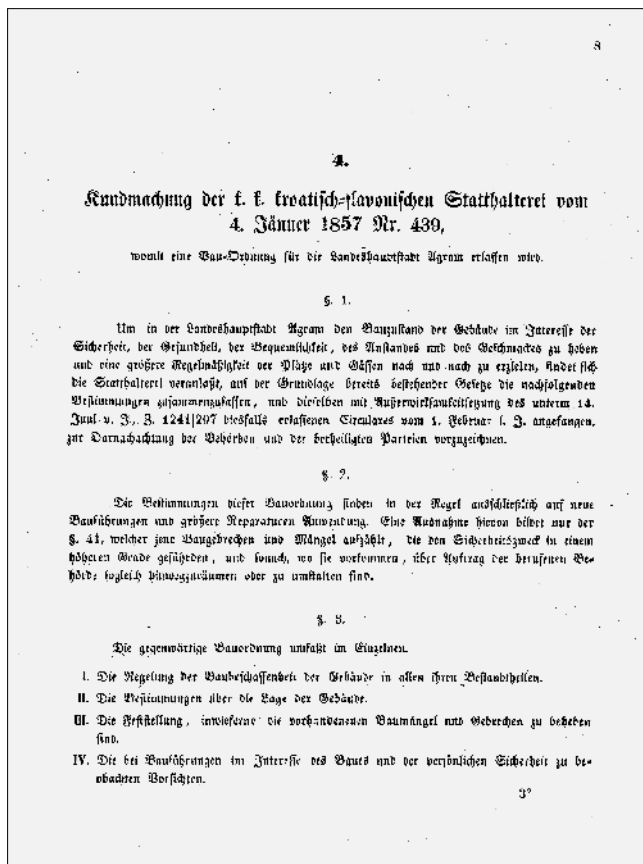 3
4.
Kundmachung der k. k. kroatisch-slavonischen Statthalterei vom
4. Jänner 1857 Nr. 439,
womit eine Bau-Ordnung für die Landeshauptstadt Agram erlassen wird.
§. 1.
Um in der Landeshauptstadt Agram den Bauzustand der Gebäude im Interesse der
Sicherheit, der Gesundheit, der Bequemlichkeit, des Anstandes und des Geschmackes zu heben
und eine größere Regelmäßigkeit der Plätze und Gässen nach und nach zu erzielen, findet sich
die Statthalterei veranlaßt, auf der Grundlage bereits bestehender Gesetze die nachfolgenden
Bestimmungen zusammenzufassen, und dieselben mit Außerwirksamkeitsetzung des unterm 14.
Juni v. J., Z. 1241|207 diesfalls erlassenen Circulares vom 1. Februar l. J. angefangen,
zur Darnachachtung der Behörden und der betheiligten Parteien vorzuzeichnen.
§. 2.
Die Bestimmungen dieser Bauordnung finden in der Regel ausschließlich auf neue
Bauführungen und größere Reparaturen Anwendung. Eine Ausnahme hievon bildet nur der
§. 41, welcher jene Baugebrechen und Mängel aufzählt, die den Sicherheitszweck in einem
höheren Grade gefährden, und sonach, wo sie vorkommen, über Auftrag der berufenen Be-
hörde sogleich hinwegzuräumen oder zu umstalten sind.
§. 3.
Die gegenwärtige Bauordnung umfaßt im Einzelnen.
I. Die Regelung der Baubeschaffenheit der Gebäude in allen ihren Bestandtheilen.
II. Die Bestimmungen über die Lage der Gebäude.
III. Die Feststellung, inwieferne die vorhandenen Baumängel und Gebrechen zu beheben
sind.
IV. Die bei Bauführungen im Interesse des Baues und der persönlichen Sicherheit zu be-
obachten Vorsichten.